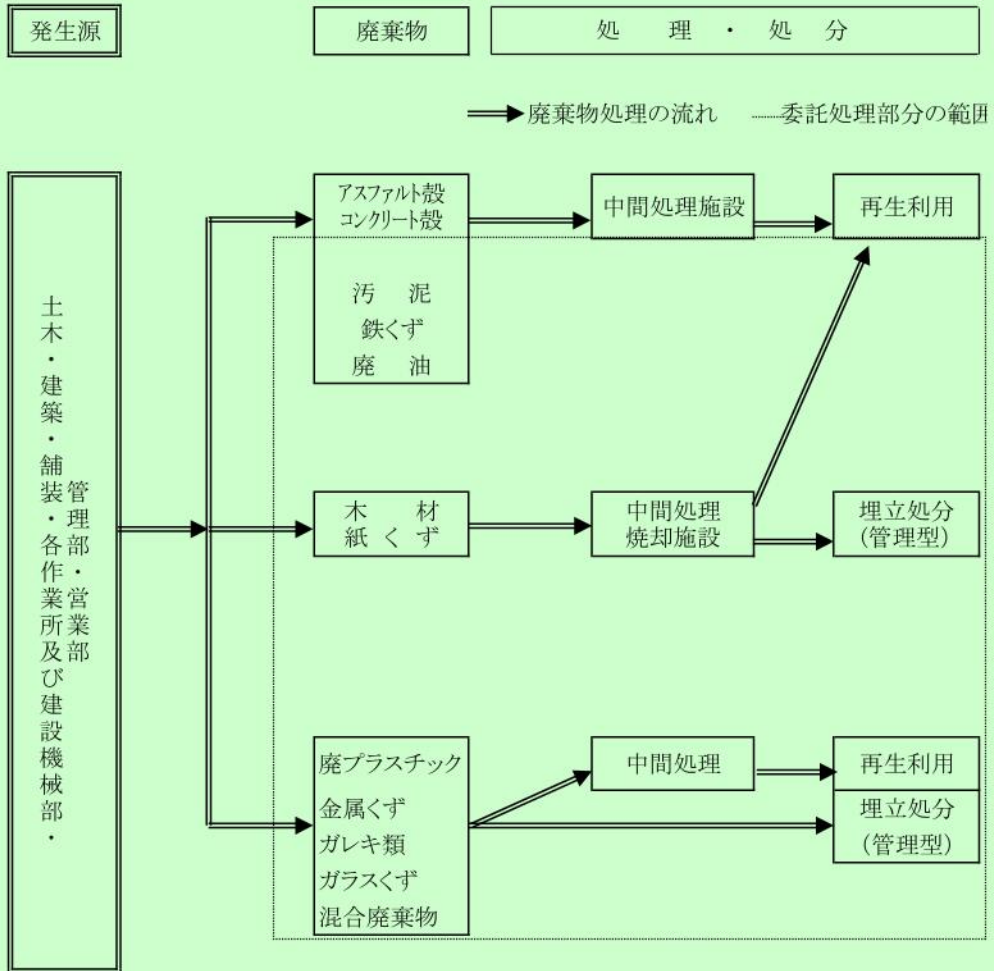 発生源
廃棄物
処 理 ・ 処 分
廃棄物処理の流れ
委託処理部分の範囲
土木・建築・舗装・各作業所及び建設機械部・
管理部・営業部
アスファルト殻
コンクリート殻
汚 泥
鉄くず
廃 油
中間処理施設
再生利用
木 材
紙くず
中間処理
焼却施設
埋立処分
(管理型)
廃プラスチック
金属くず
ガレキ類
ガラスくず
混合廃棄物
中間処理
再生利用
埋立処分
(管理型)